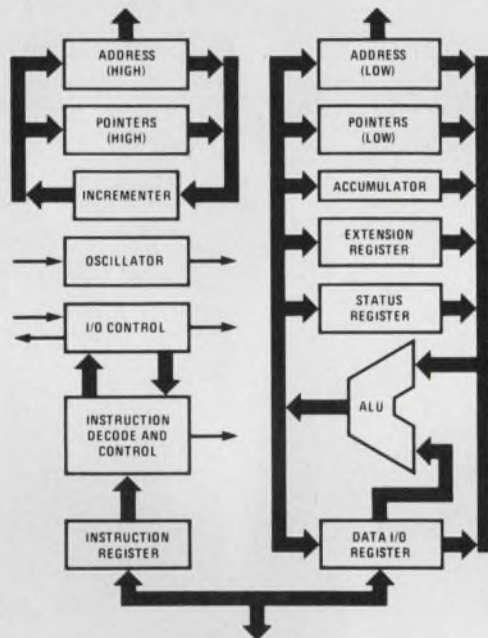 ADDRESS
(HIGH)
POINTERS
(HIGH)
INCREMENTER
OSCILLATOR
I/O CONTROL
INSTRUCTION
DECODE AND
CONTROL
INSTRUCTION
REGISTER
ADDRESS
(LOW)
POINTERS
(LOW)
ACCUMULATOR
EXTENSION
REGISTER
STATUS
REGISTER
ALU
DATA I/O
REGISTER